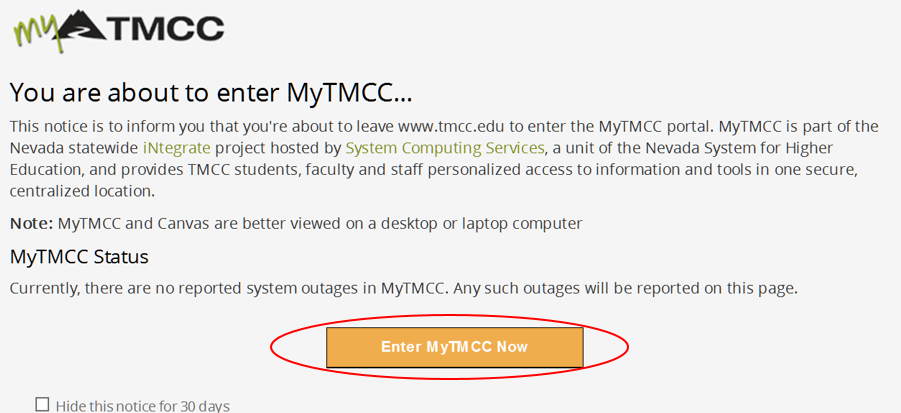 my TMCC
You are about to enter MyTMCC...
This notice is to inform you that you're about to leave www.tmcc.edu to enter the MyTMCC portal. MyTMCC is part of the
Nevada statewide iNtegrate project hosted by System Computing Services, a unit of the Nevada System for Higher
Education, and provides TMCC students, faculty and staff personalized access to information and tools in one secure,
centralized location.
Note: MyTMCC and Canvas are better viewed on a desktop or laptop computer
MyTMCC Status
Currently, there are no reported system outages in MyTMCC. Any such outages will be reported on this page.
Enter MyTMCC Now
Hide this notice for 30 days